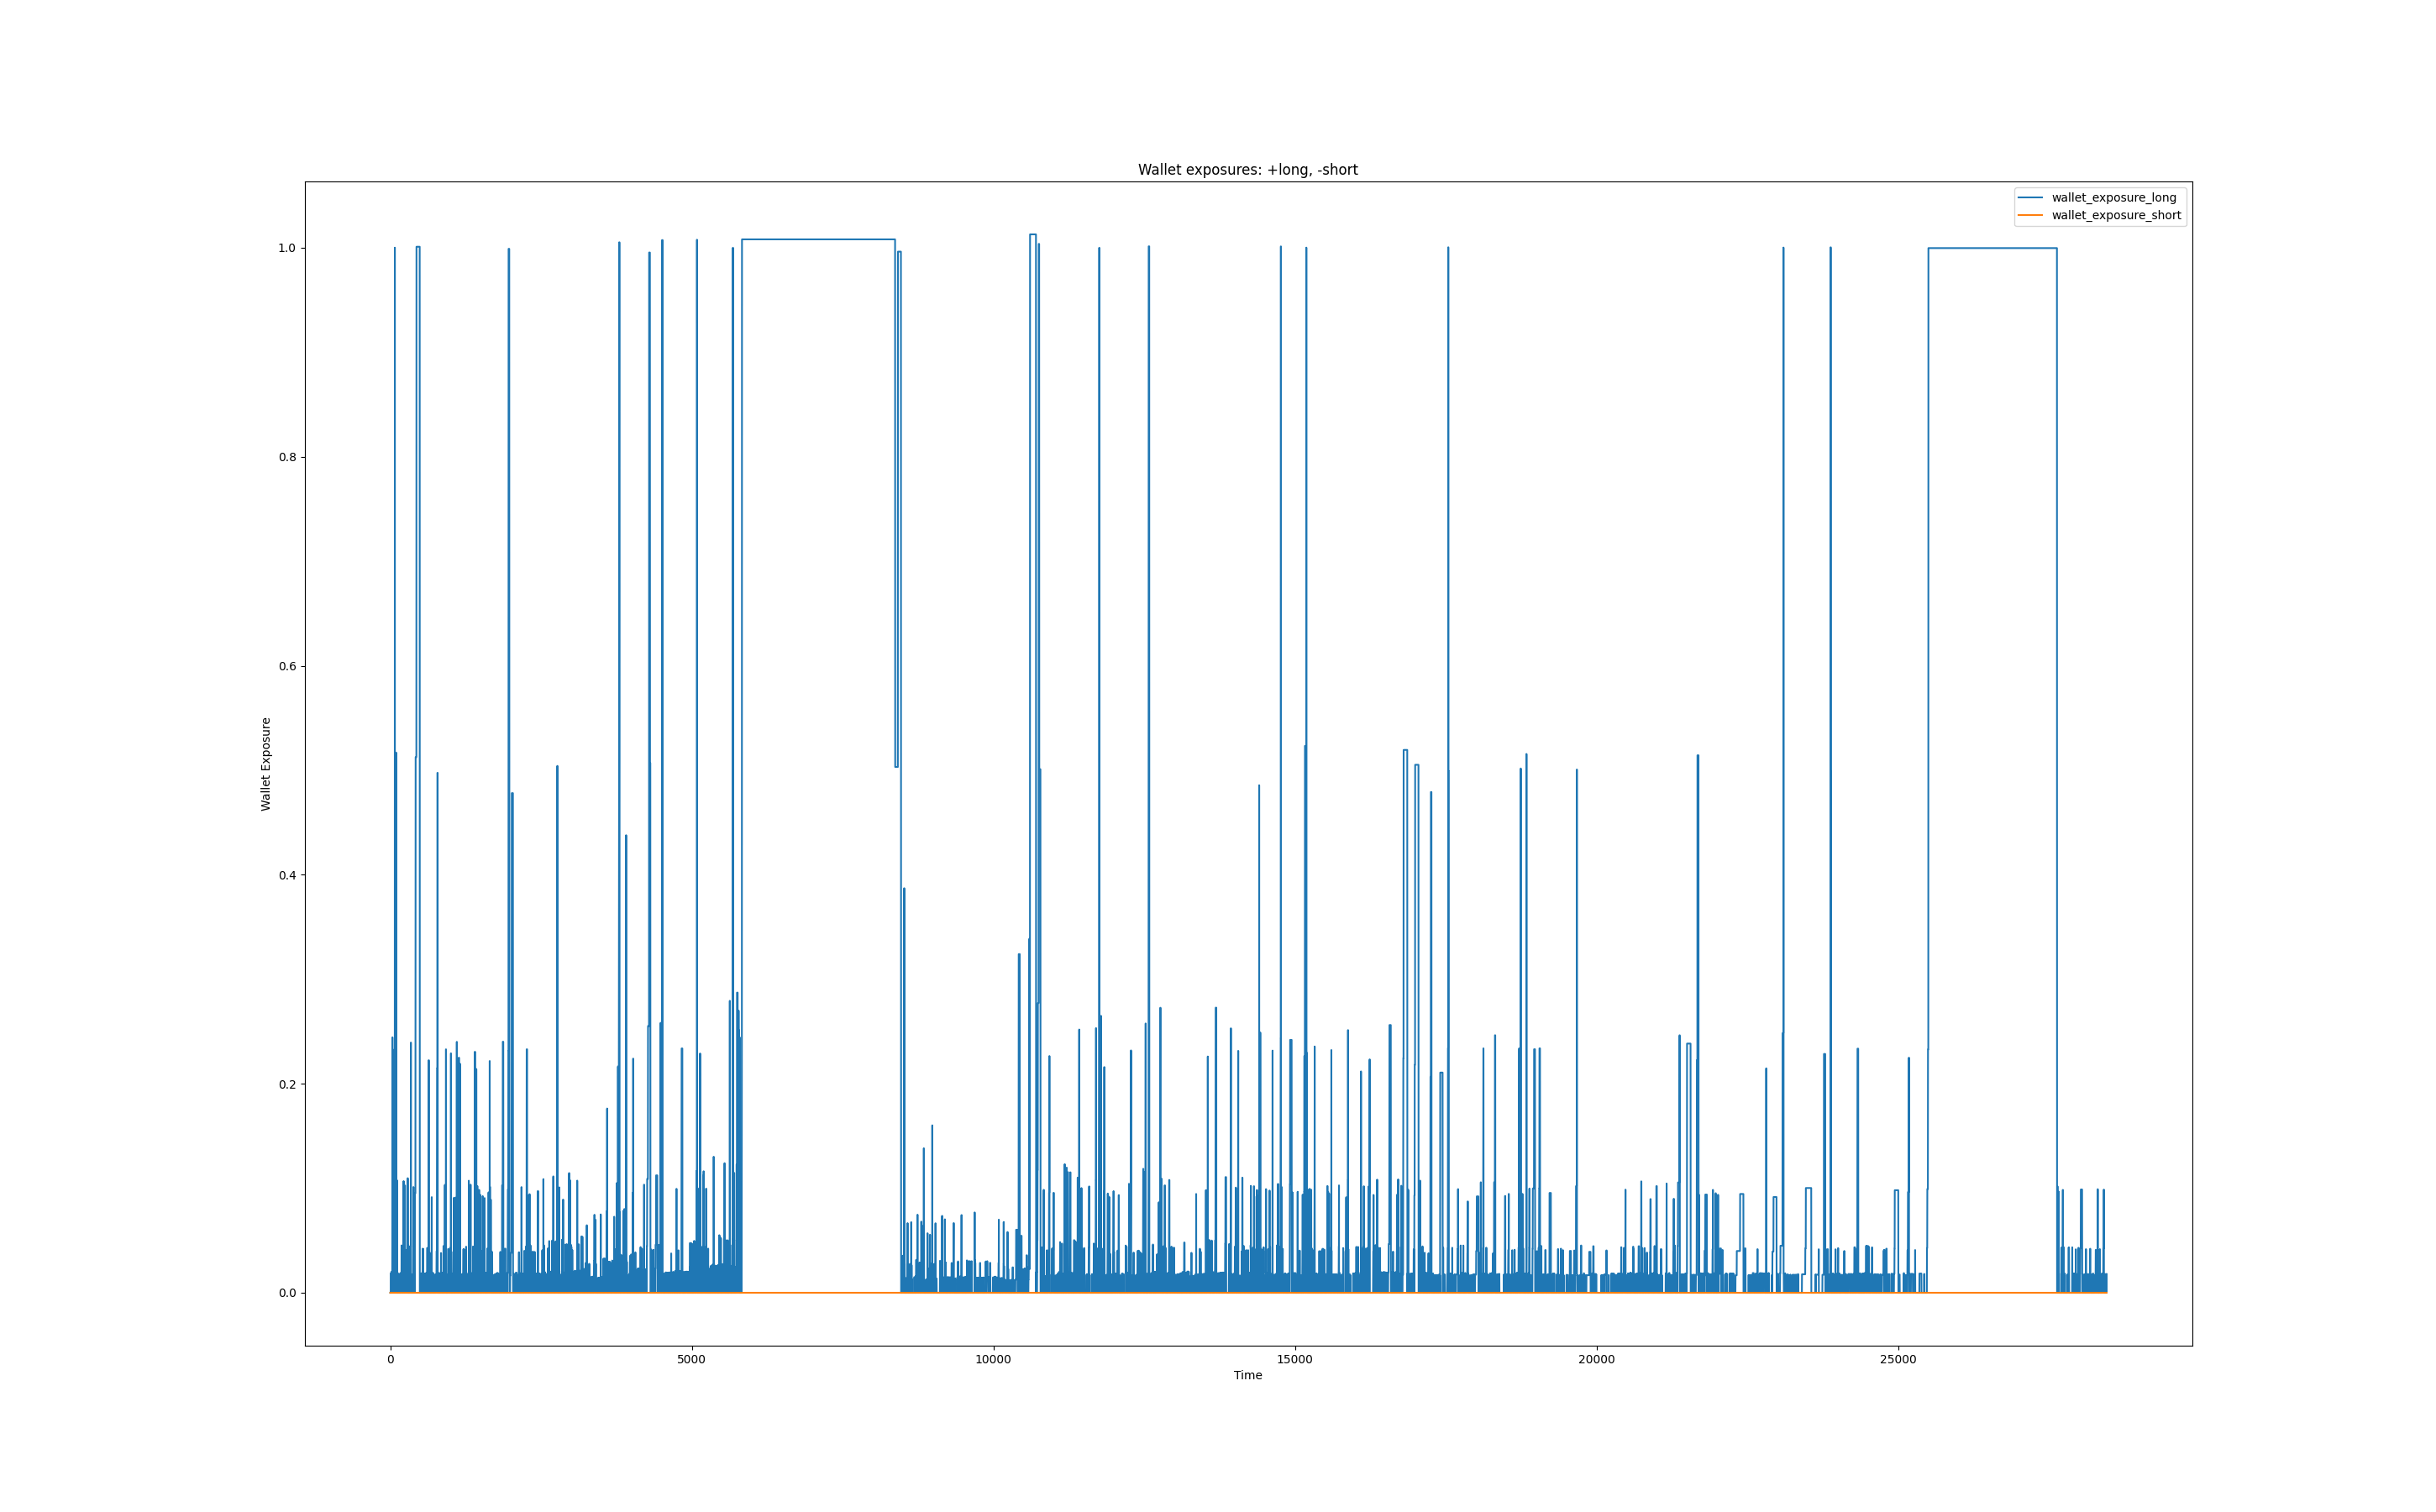 Wallet exposures: +long, -short
wallet_exposure_long
wallet_exposure_short
1.0
0.8
0.6
0.4
0.2
0.0
Wallet Exposure
0 5000 10000 15000 20000 25000
Time